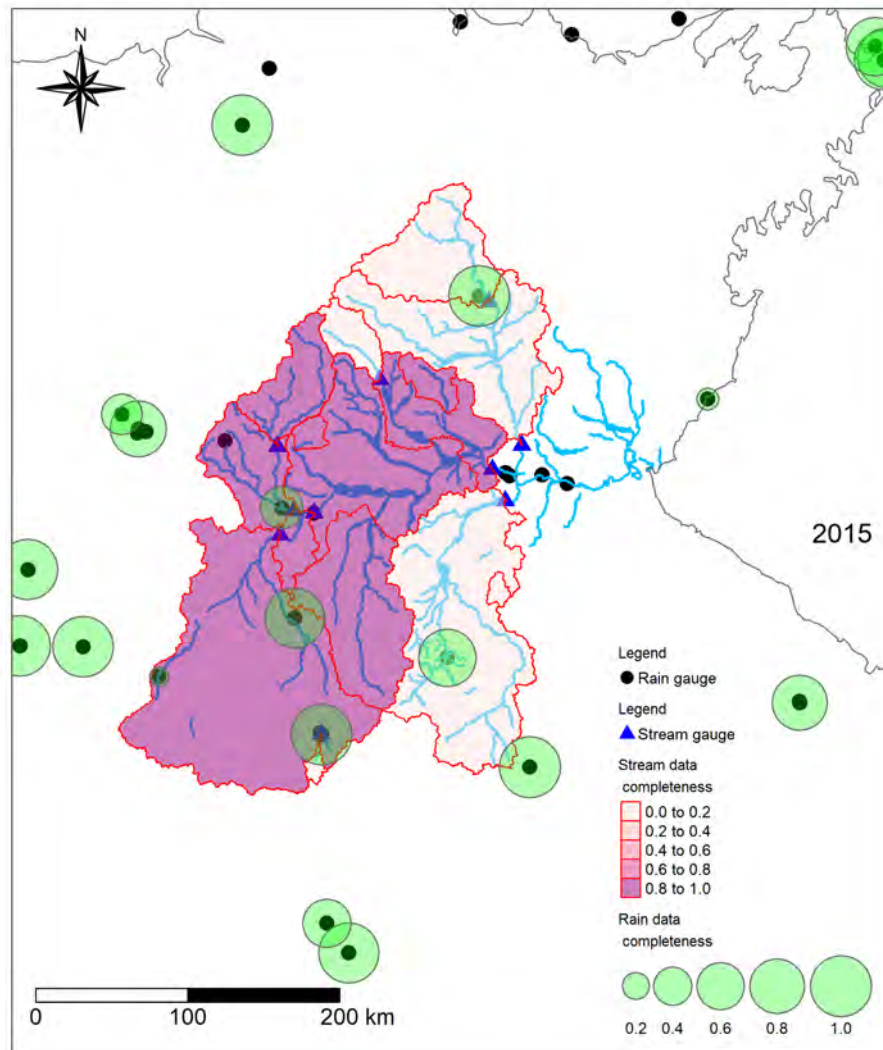 N
2015
Legend
Rain gauge
Legend
Stream gauge
Stream data
completeness
0.0 to 0.2
0.2 to 0.4
0.4 to 0.6
0.6 to 0.8
0.8 to 1.0
Rain data
completeness
0.2 0.4 0.6 0.8 1.0
0 100 200 km